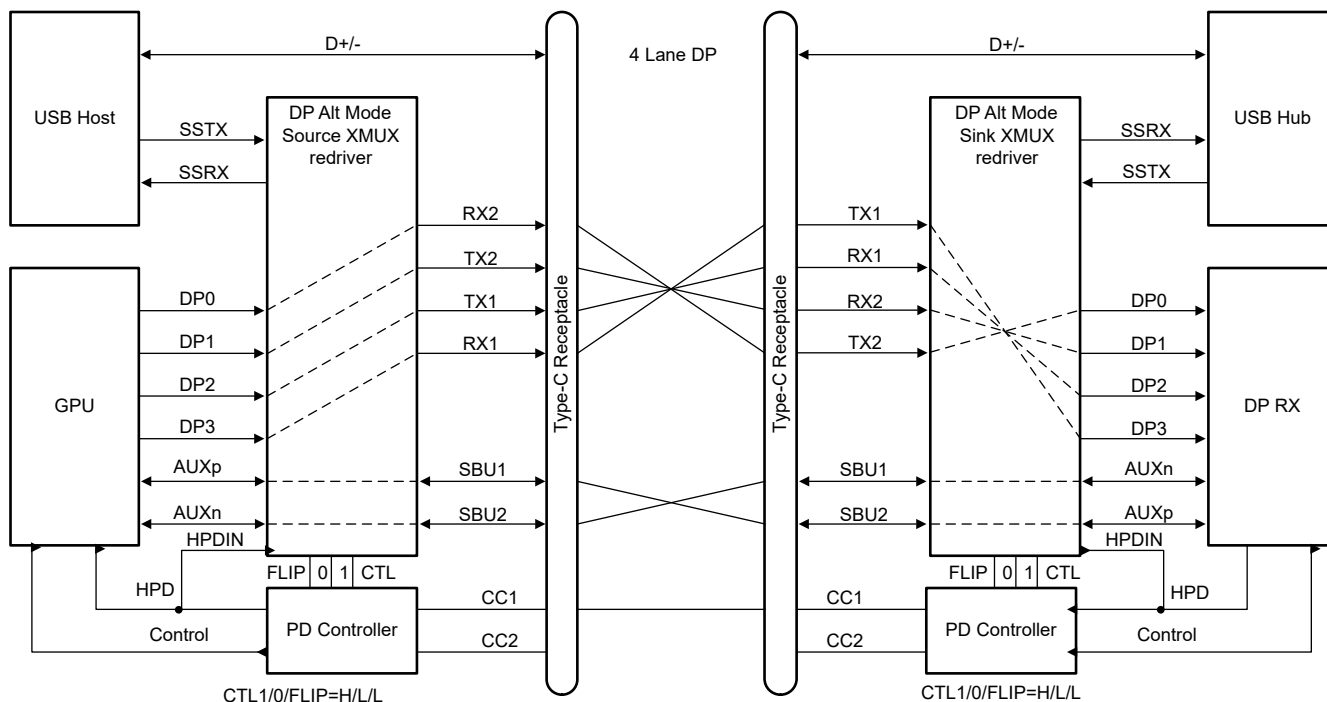 D+/-
4 Lane DP
D+/-
USB Host
DP Alt Mode
Source XMUX
redriver
DP Alt Mode
Sink XMUX
redriver
USB Hub
SSTX
SSRX
SSRX
SSTX
RX2
TX2
TX1
RX1
TX1
RX1
RX2
TX2
GPU
DP0
DP1
DP2
DP3
AUXp
AUXn
DP0
DP1
DP2
DP3
AUXn
AUXp
DP RX
SBU1
SBU2
SBU1
SBU2
Type-C Receptacle
Type-C Receptacle
HPDIN
HPDIN
FLIP 0 1 CTL
FLIP 0 1 CTL
HPD
HPD
Control
Control
PD Controller
PD Controller
CC1
CC2
CC1
CC2
CTL1/0/FLIP=H/L/L
CTL1/0/FLIP=H/L/L